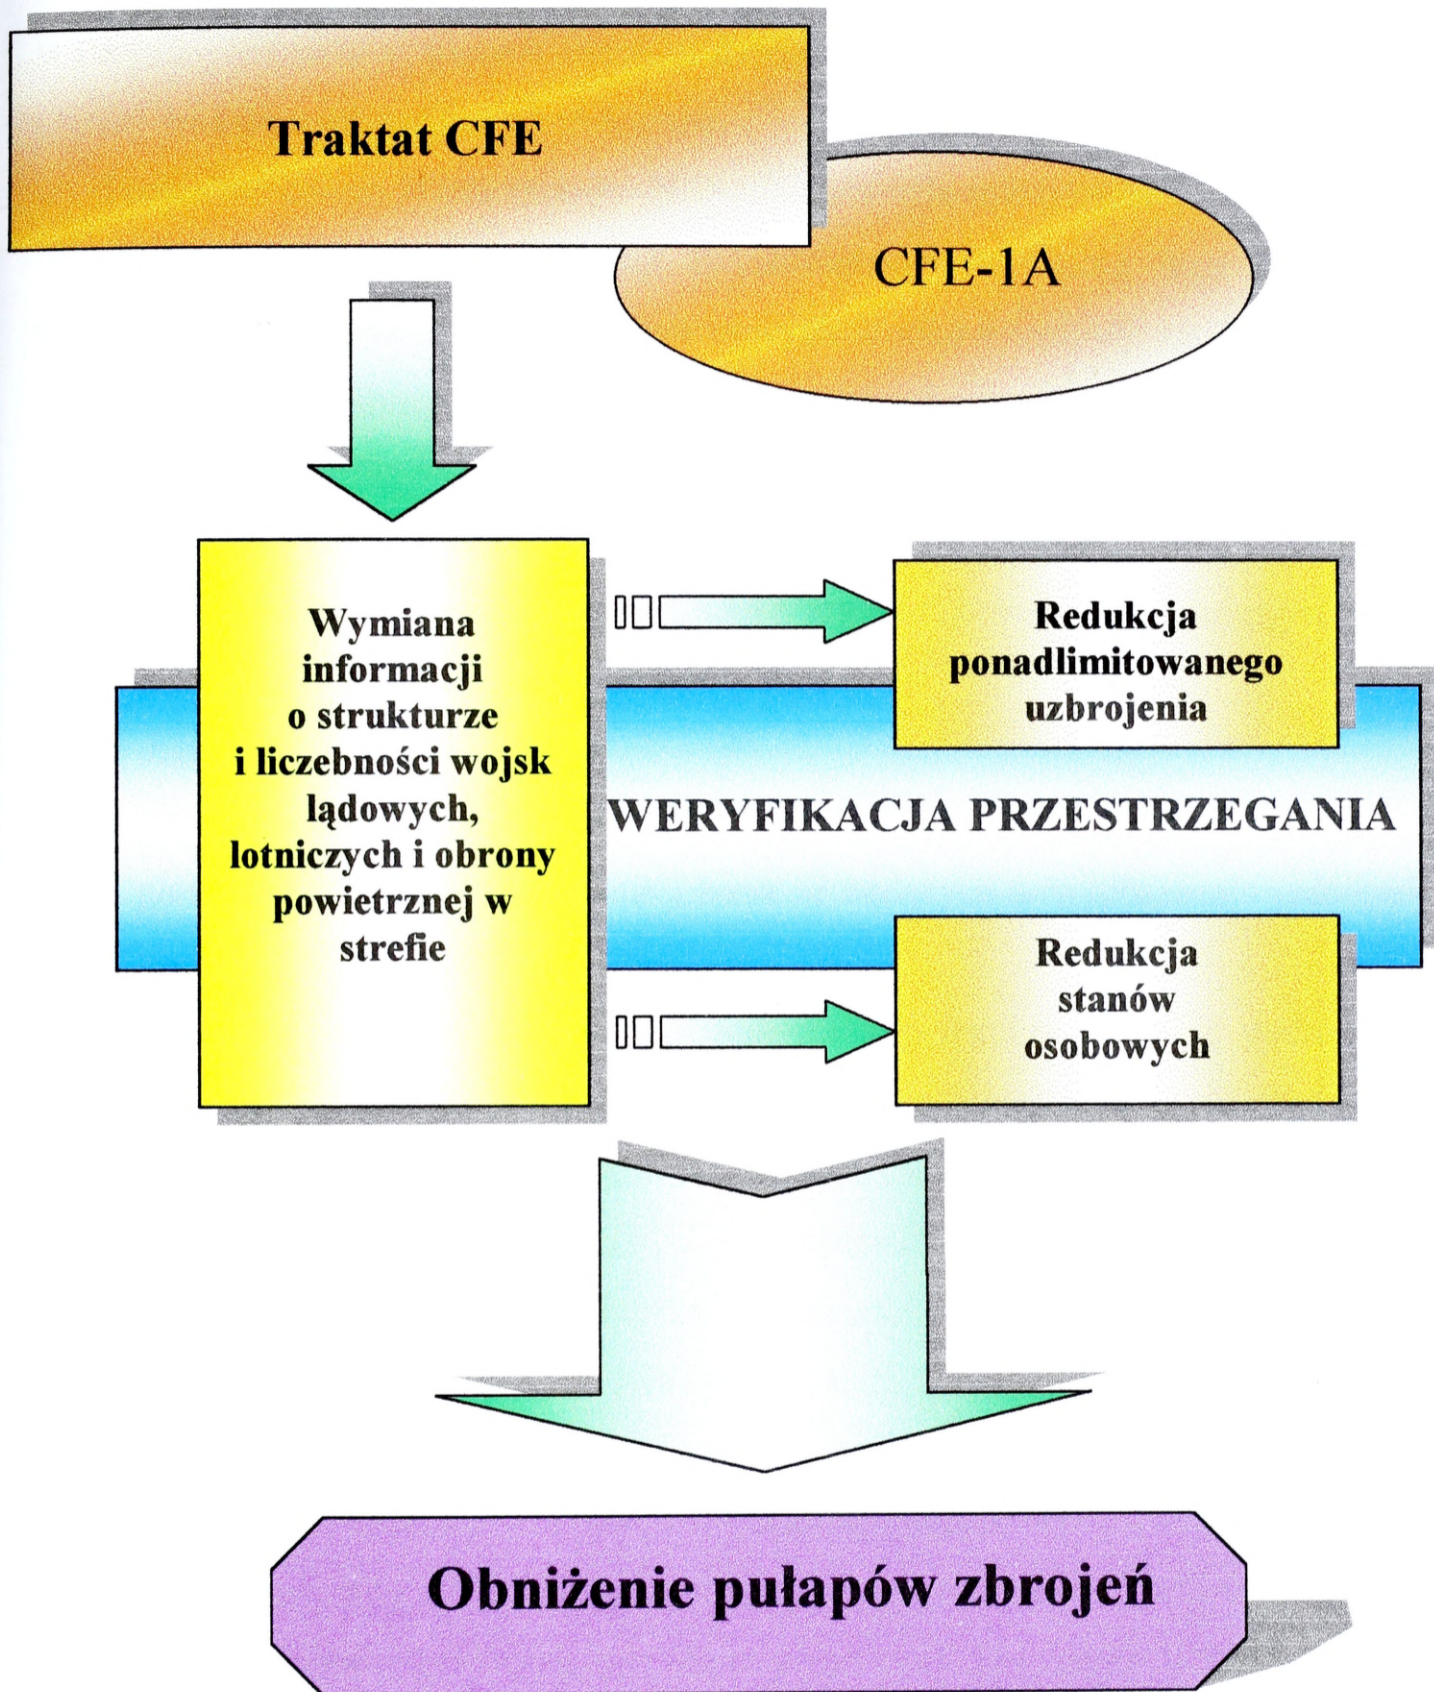 Traktat CFE
CFE-1A
Wymiana
informacji
o strukturze
i liczebności wojsk
lądowych,
lotniczych i obrony
powietrznej w
strefie
Redukcja
ponadlimitowanego
uzbrojenia
WERYFIKACJA PRZESTRZEGANIA
Redukcja
stanów
osobowych
Obniżenie pułapów zbrojeń